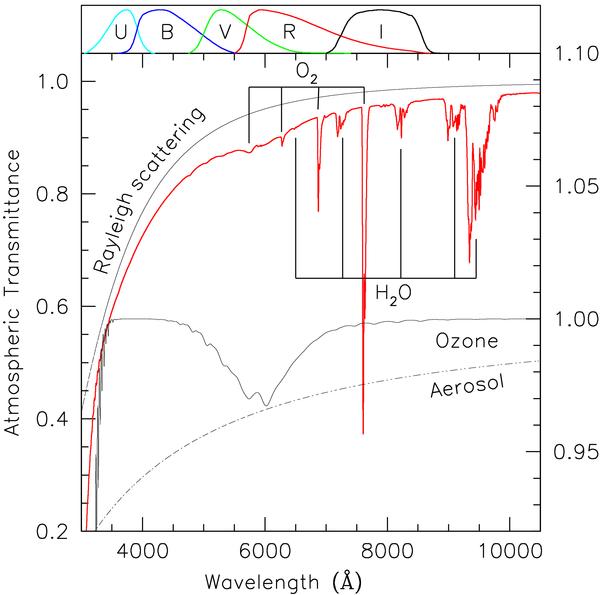 U B V R I
1.10
1.0
O2
Rayleigh scattering
0.8
1.05
H2O
0.6
1.00
Ozone
Aerosol
0.4
0.95
0.2
4000 6000 8000 10000
Wavelength (Å)
Atmospheric Transmittance